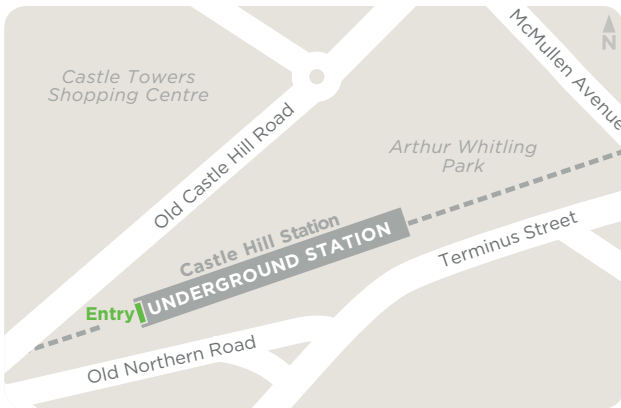 McMullen Avenue
N
Castle Towers
Shopping Centre
Old Castle Hill Road
Arthur Whitling
Park
Castle Hill Station
UNDERGROUND STATION
Terminus Street
Entry
Old Northern Road